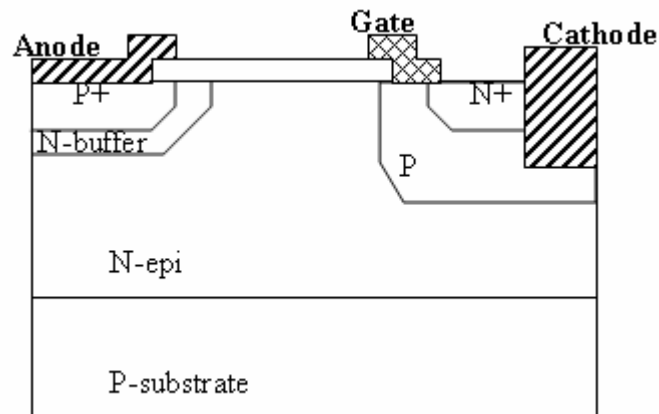 Gate
Anode
Cathode
P+
N+
N-buffer
P
N-epi
P-substrate